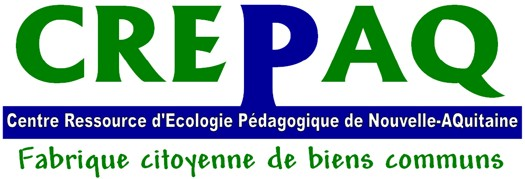 CREPAQ
Centre Ressource d'Ecologie Pédagogique de Nouvelle-AQuitaine
Fabrique citoyenne de biens communs